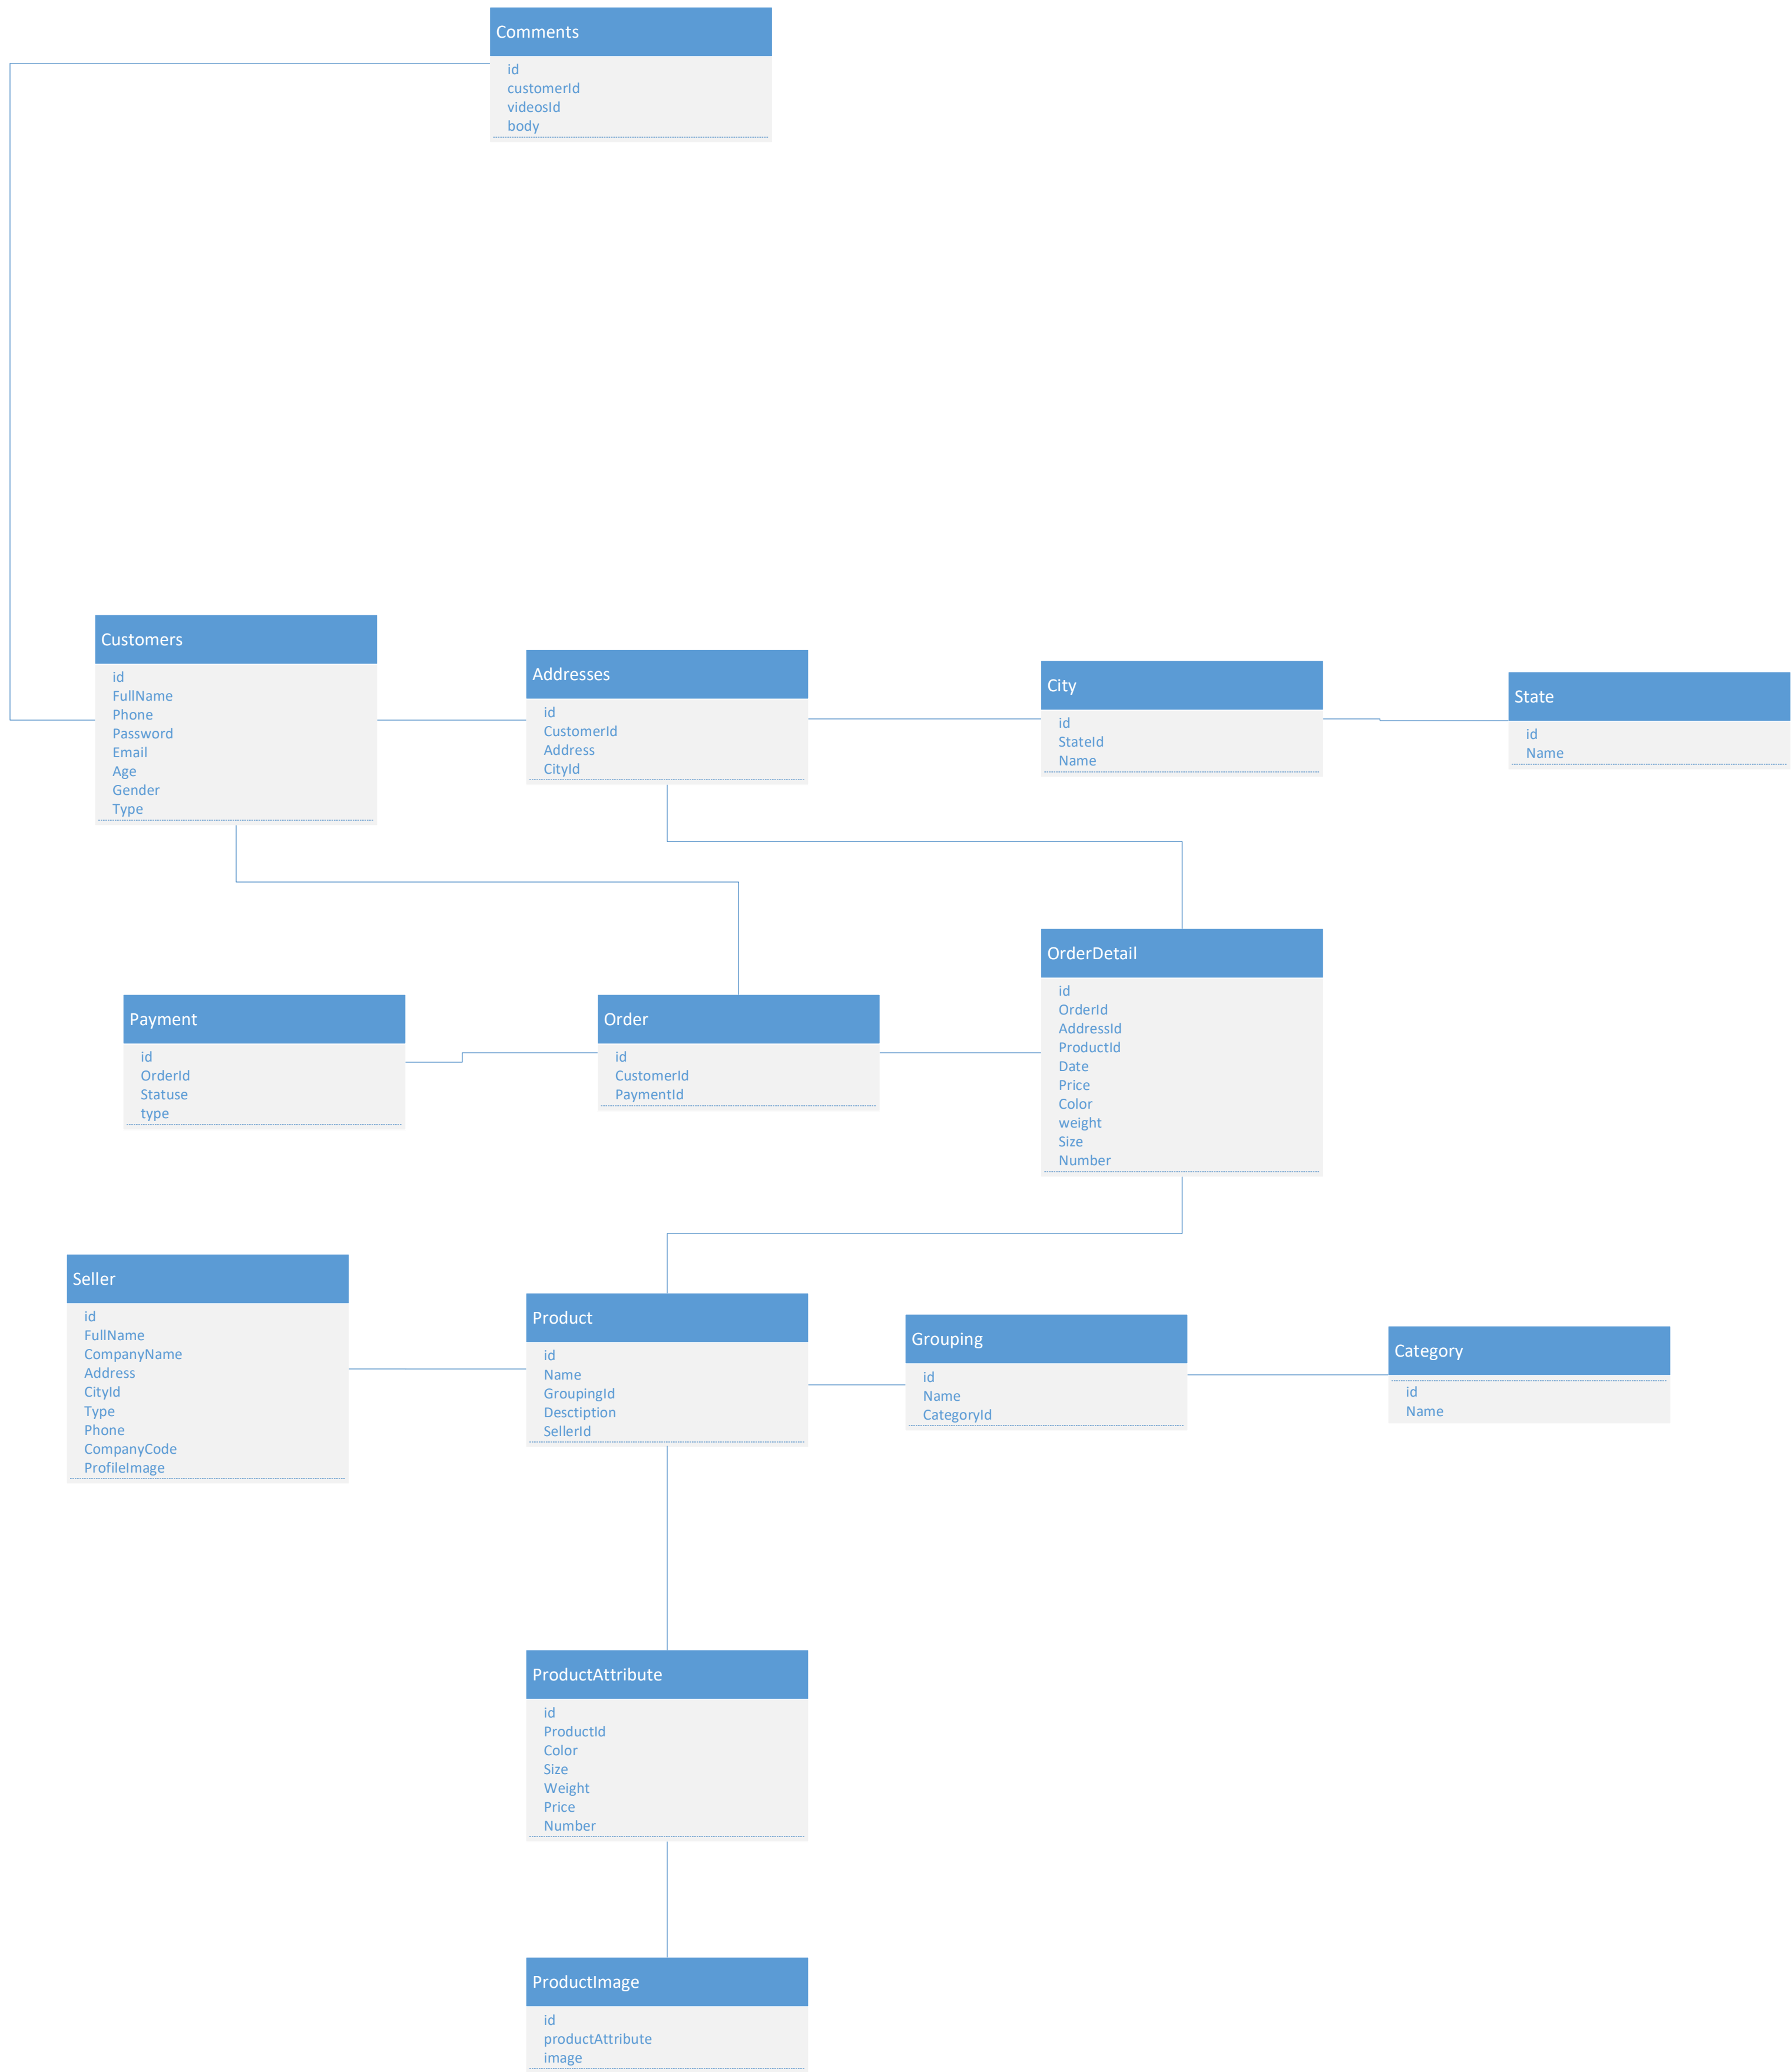 Comments
id
customerId
videosId
body
Customers
id
FullName
Phone
Password
Email
Age
Gender
Type
Addresses
id
CustomerId
Address
CityId
City
id
StateId
Name
State
id
Name
Payment
id
OrderId
Statuse
type
Order
id
CustomerId
PaymentId
OrderDetail
id
OrderId
AddressId
ProductId
Date
Price
Color
weight
Size
Number
Seller
id
FullName
CompanyName
Address
CityId
Type
Phone
CompanyCode
ProfileImage
Product
id
Name
GroupingId
Desctiption
SellerId
Grouping
id
Name
CategoryId
Category
id
Name
ProductAttribute
id
ProductId
Color
Size
Weight
Price
Number
ProductImage
id
productAttribute
image